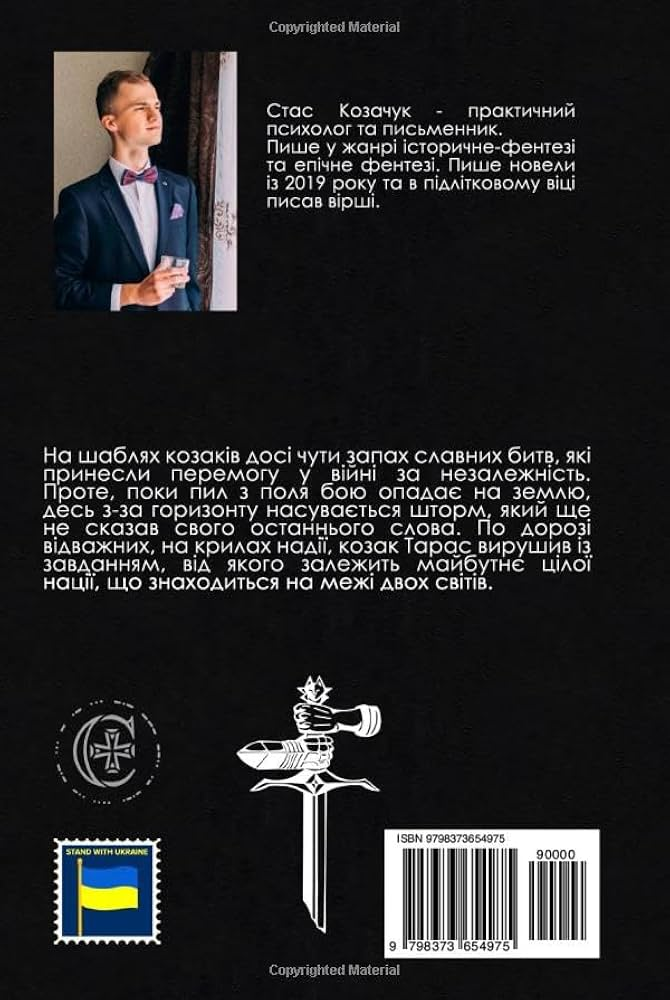 Copyrighted Material
Стас Козачук - практичний
психолог та письменник.
Пише у жанрі історичне-фентезі
та епічне фентезі. Пише новели
із 2019 року та в підлітковому віці
писав вірші.
На шаблях козаків досі чути запах славних битв, які
принесли перемогу у війні за незалежність.
Проте, поки пил з поля бою опадає на землю,
десь з-за горизонту насувається шторм, який ще
не сказав свого останнього слова. По дорозі
відважних, на крилах надії, козак Тарас вирушив із
завданням, від якого залежить майбутнє цілої
нації, що знаходиться на межі двох світів.
STAND WITH UKRAINE
ISBN 9798373654975
90000
9 798373 654975
Copyrighted Material